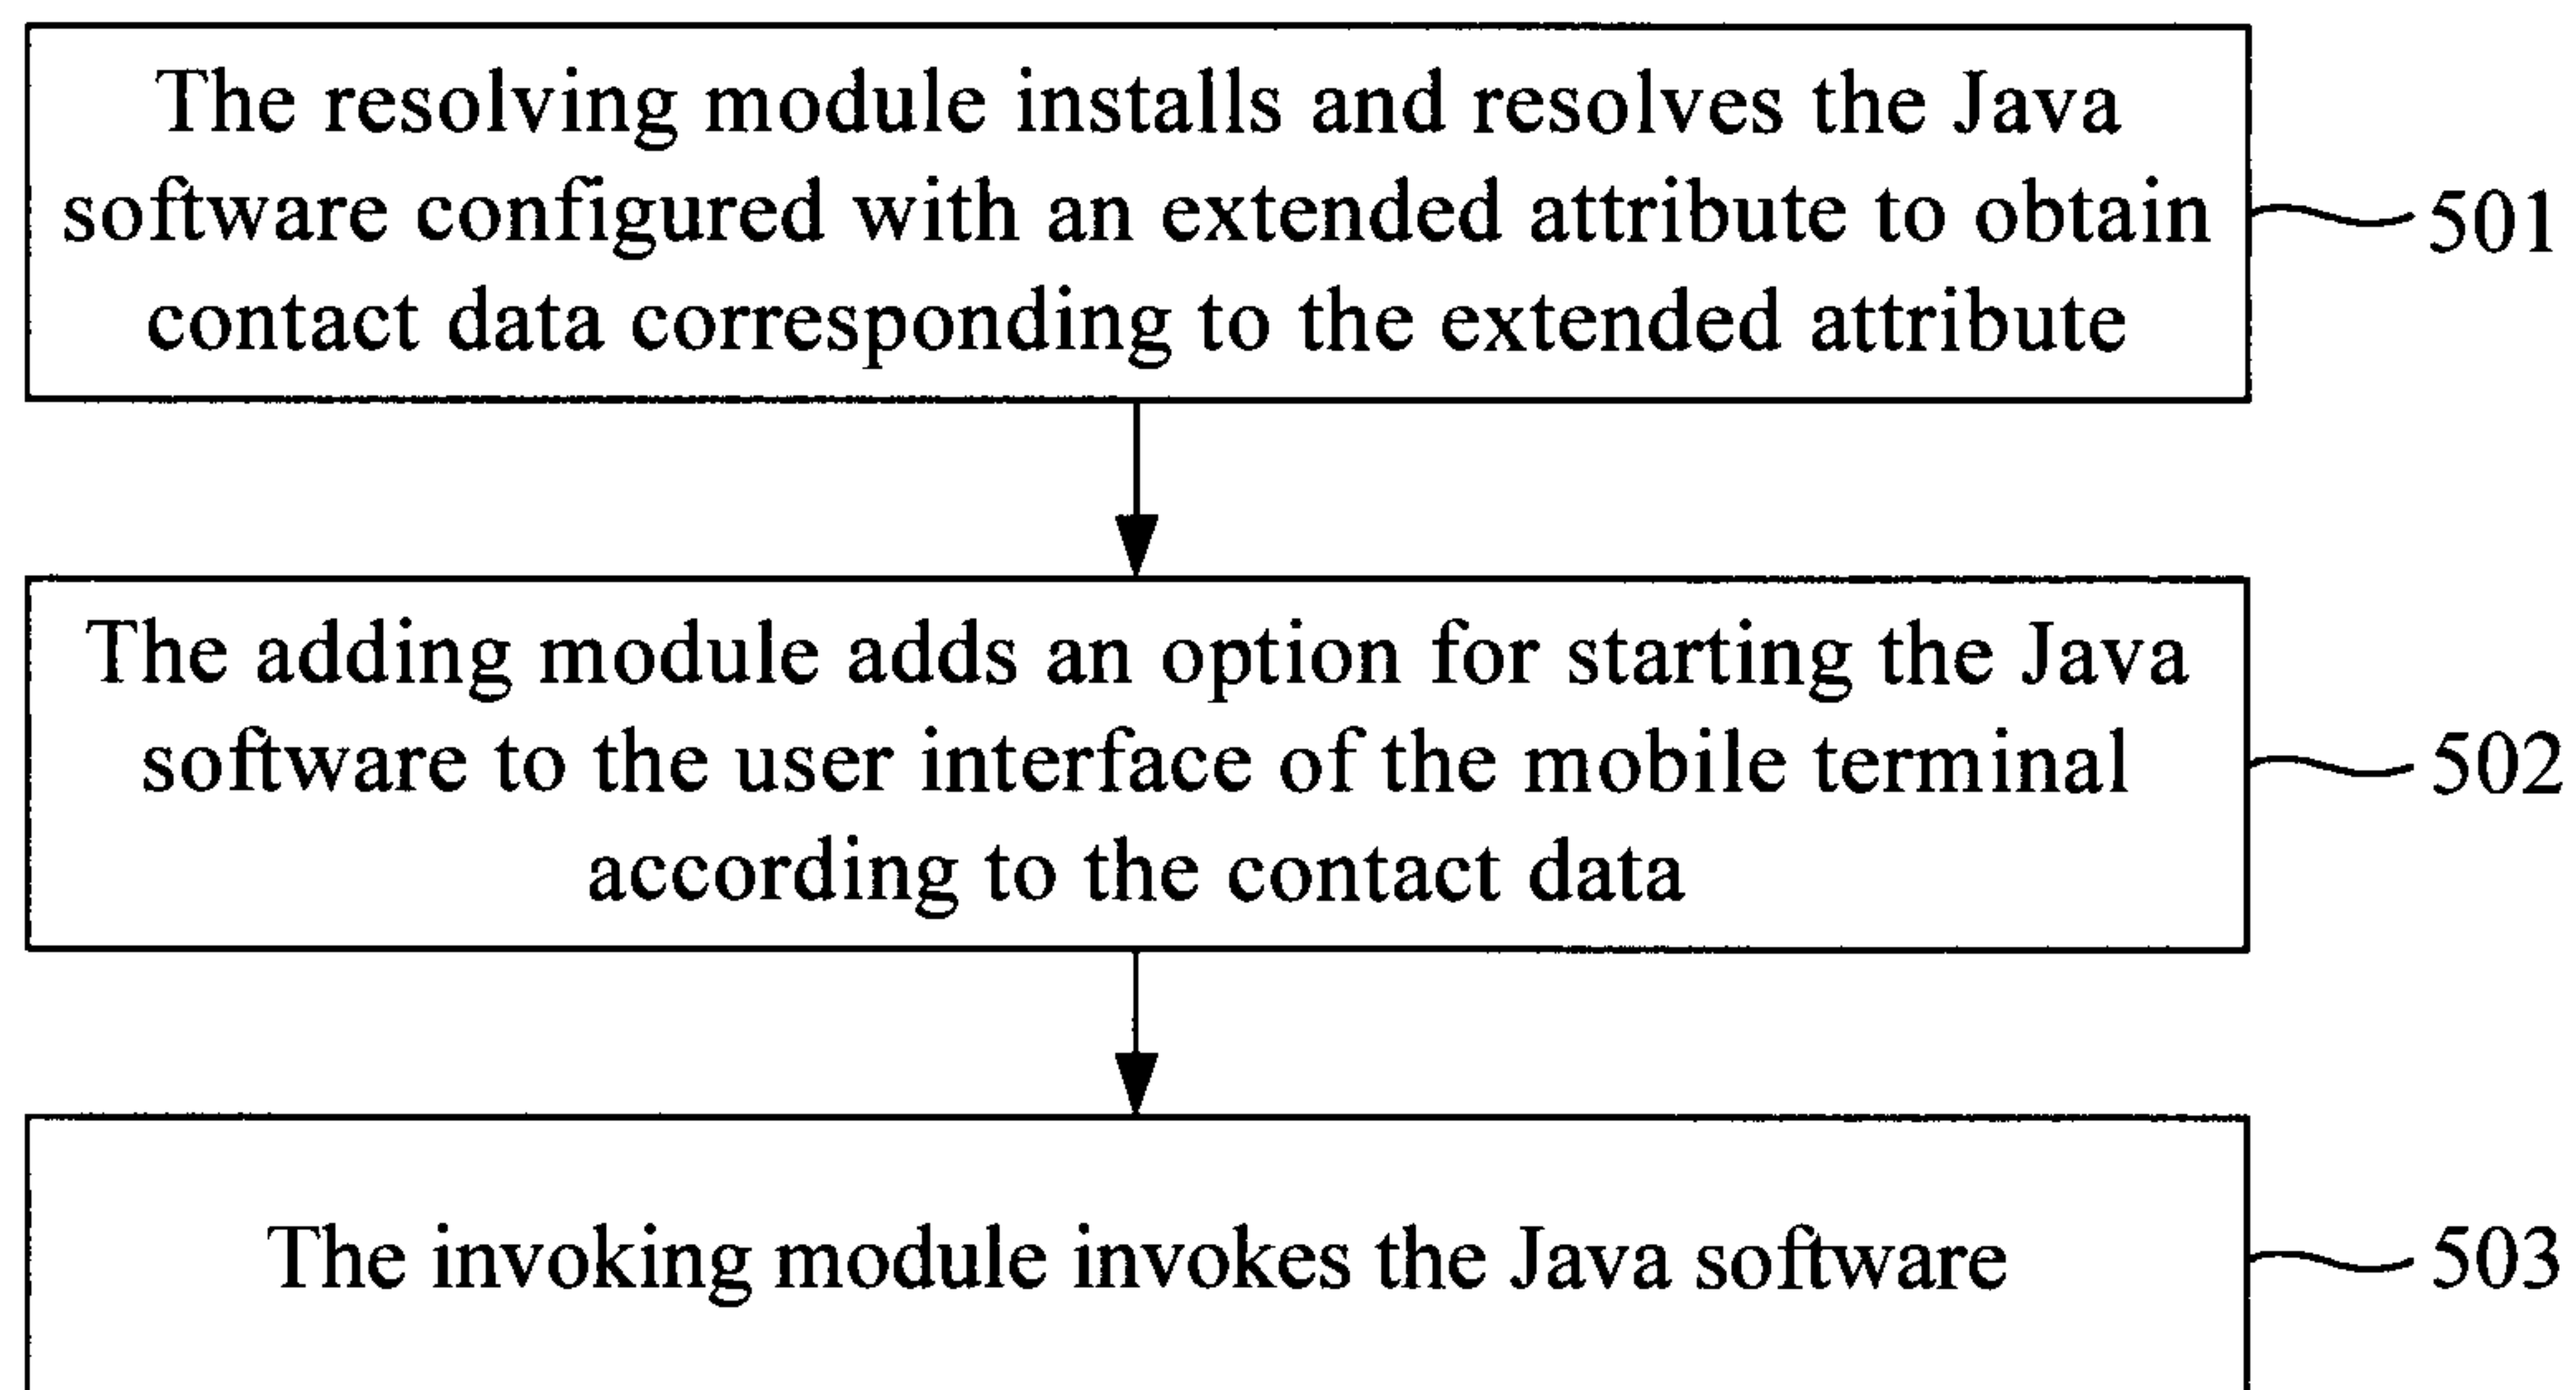 The resolving module installs and resolves the Java
software configured with an extended attribute to obtain
contact data corresponding to the extended attribute
501
The adding module adds an option for starting the Java
software to the user interface of the mobile terminal
according to the contact data
502
The invoking module invokes the Java software
503